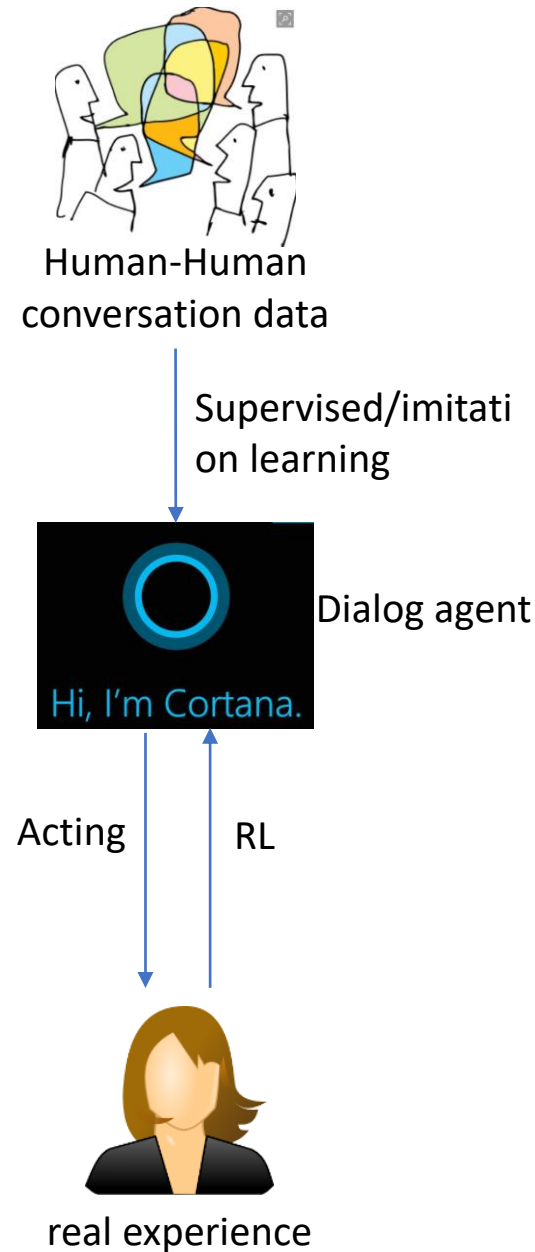 Human-Human
conversation data
Supervised/imitati
on learning
Hi, I'm Cortana.
Dialog agent
Acting
RL
real experience